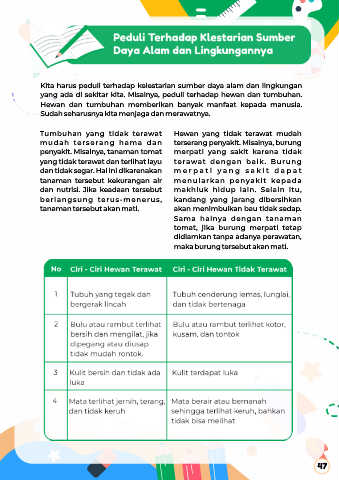 Peduli Terhadap Klestarian Sumber
Daya Alam dan Lingkungannya
Kita harus peduli terhadap kelestarian sumber daya alam dan lingkungan
yang ada di sekitar kita. Misalnya, peduli terhadap hewan dan tumbuhan.
Hewan dan tumbuhan memberikan banyak manfaat kepada manusia.
Sudah seharusnya kita menjaga dan merawatnya.
Tumbuhan yang tidak terawat
mudah terserang hama dan
penyakit. Misalnya, tanaman tomat
yang tidak terawat dan terlihat layu
dan tidak segar. Hal ini dikarenakan
tanaman tersebut kekurangan air
dan nutrisi. Jika keadaan tersebut
berlangsung terus-menerus,
tanaman tersebut akan mati.
Hewan yang tidak terawat mudah
terserang penyakit. Misalnya, burung
merpati yang sakit karena tidak
terawat dengan baik. Burung
merpati yang sakit dapat
menularkan penyakit kepada
makhluk hidup lain. Selain itu,
kandang yang jarang dibersihkan
akan menimbulkan bau tidak sedap.
Sama halnya dengan tanaman
tomat, jika burung merpati tetap
didiamkan tanpa adanya perawatan,
maka burung tersebut akan mati.
No Ciri - Ciri Hewan Terawat Ciri - Ciri Hewan Tidak Terawat
1 Tubuh yang tegak dan Tubuh cenderung lemas, lunglai,
bergerak lincah dan tidak bertenaga
2 Bulu atau rambut terlihat Bulu atau rambut terlihat kotor,
bersih dan mengilat, jika kusam, dan rontok
dipegang atau diusap
tidak mudah rontok.
3 Kulit bersih dan tidak ada Kulit terdapat luka
luka
4 Mata terlihat jernih, terang, Mata berair atau bernanah
dan tidak keruh sehingga terlihat keruh, bahkan
tidak bisa melihat
47